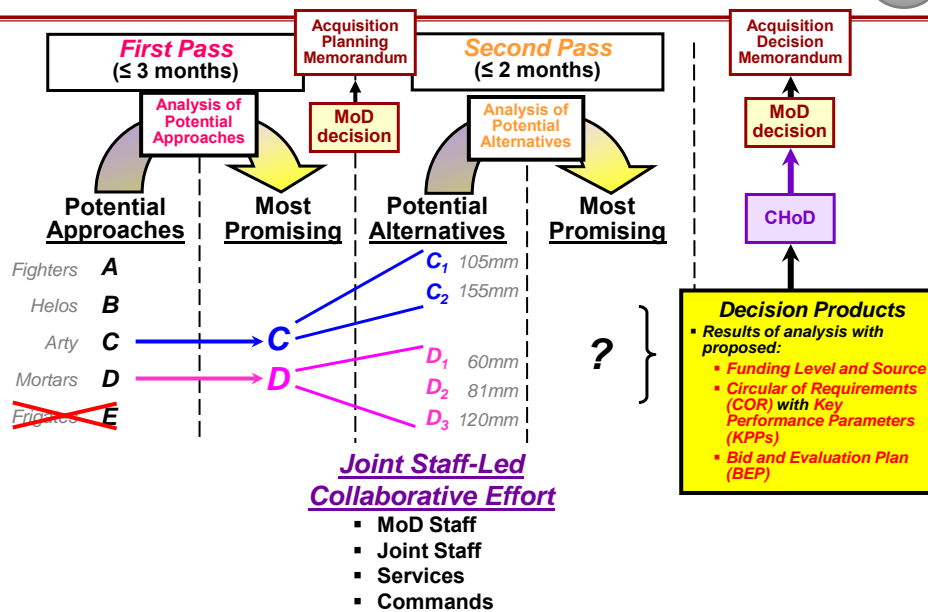 First Pass
(≤ 3 months)
Acquisition
Planning
Memorandum
Second Pass
(≤ 2 months)
Acquisition
Decision
Memorandum
Analysis of
Potential
Approaches
MoD
decision
Analysis of
Potential
Alternatives
MoD
decision
CHoD
Potential
Approaches
Most
Promising
Potential
Alternatives
Most
Promising
Fighters A
Helos B
Arty C
Mortars D
Frigates E
C
D
C1 105mm
C2 155mm
D1 60mm
D2 81mm
D3 120mm
?
Decision Products
▪ Results of analysis with
proposed:
▪ Funding Level and Source
▪ Circular of Requirements
(COR) with Key
Performance Parameters
(KPPs)
▪ Bid and Evaluation Plan
(BEP)
Joint Staff-Led
Collaborative Effort
▪ MoD Staff
▪ Joint Staff
▪ Services
▪ Commands